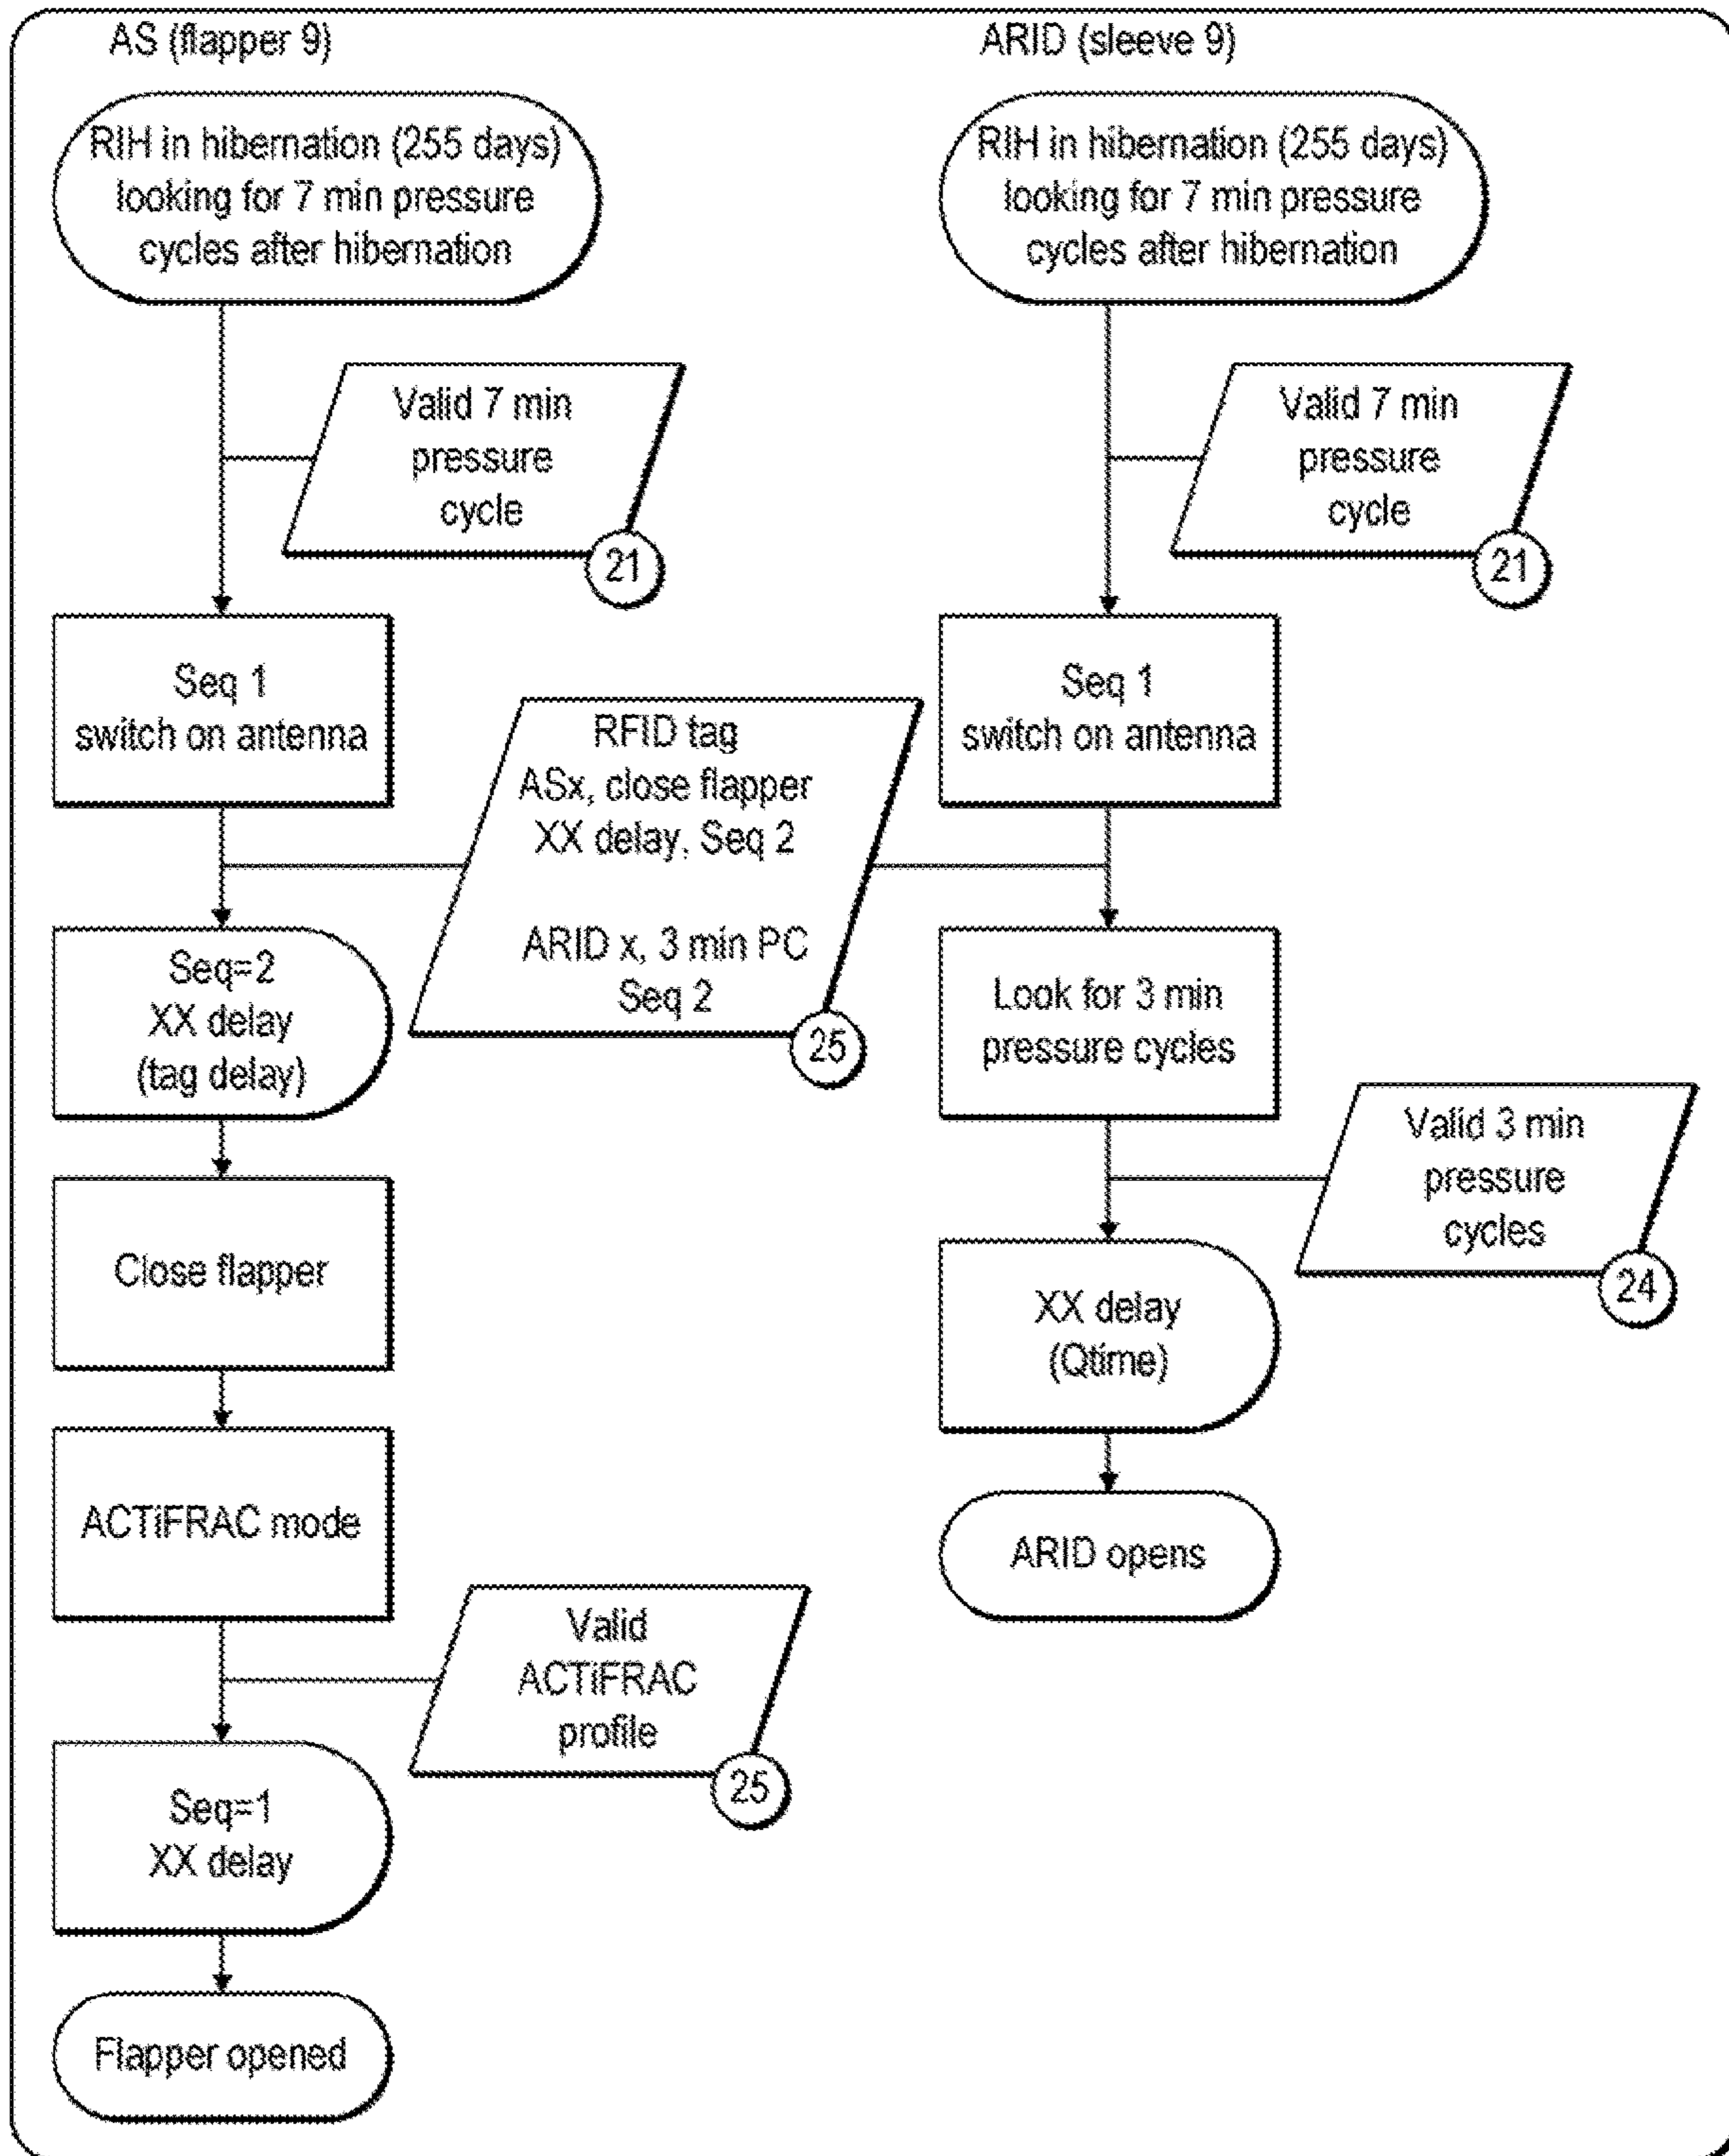 AS (flapper 9)
RIH in hibernation (255 days)
looking for 7 min pressure
cycles after hibernation
Valid 7 min
pressure
cycle
21
Seq 1
switch on antenna
RFID tag
ASx, close flapper
XX delay, Seq 2
ARID x, 3 min PC
Seq 2
25
Seq=2
XX delay
(tag delay)
Close flapper
ACTiFRAC mode
Valid
ACTiFRAC
profile
25
Seq=1
XX delay
Flapper opened
ARID (sleeve 9)
RIH in hibernation (255 days)
looking for 7 min pressure
cycles after hibernation
Valid 7 min
pressure
cycle
21
Seq 1
switch on antenna
Look for 3 min
pressure cycles
Valid 3 min
pressure
cycles
24
XX delay
(Qtime)
ARID opens